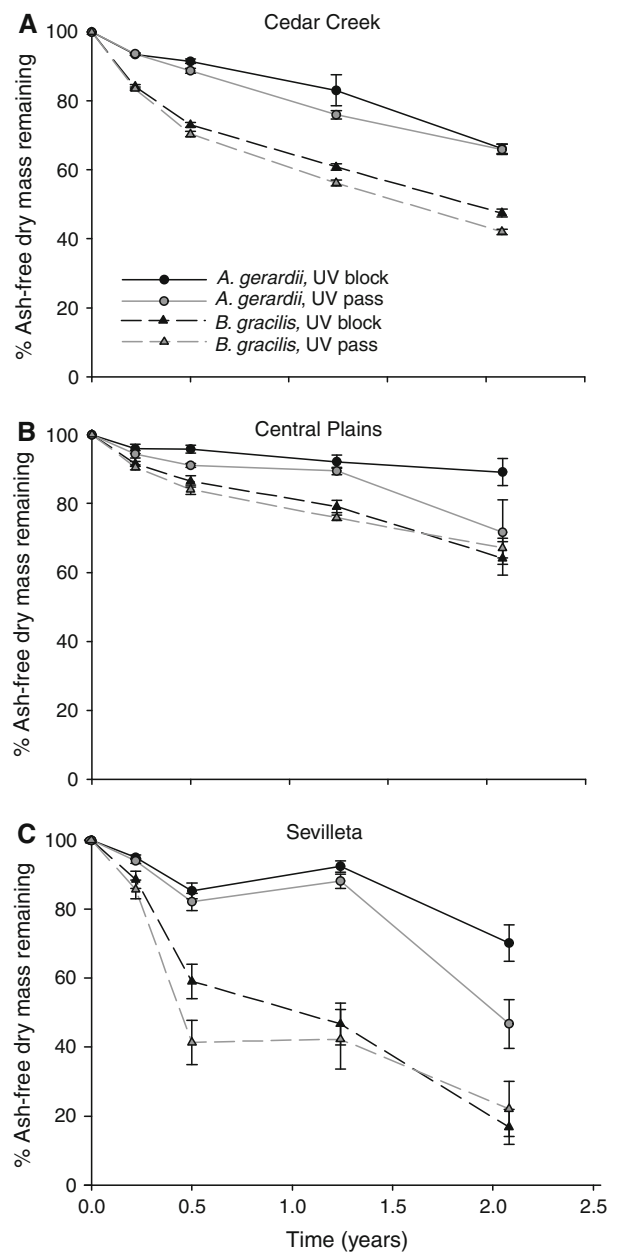 A
Cedar Creek
% Ash-free dry mass remaining
100
80
60
40
20
0
A. gerardii, UV block
A. gerardii, UV pass
B. gracilis, UV block
B. gracilis, UV pass
B
Central Plains
% Ash-free dry mass remaining
100
80
60
40
20
0
C
Sevilleta
% Ash-free dry mass remaining
100
80
60
40
20
0
0.0 0.5 1.0 1.5 2.0 2.5
Time (years)